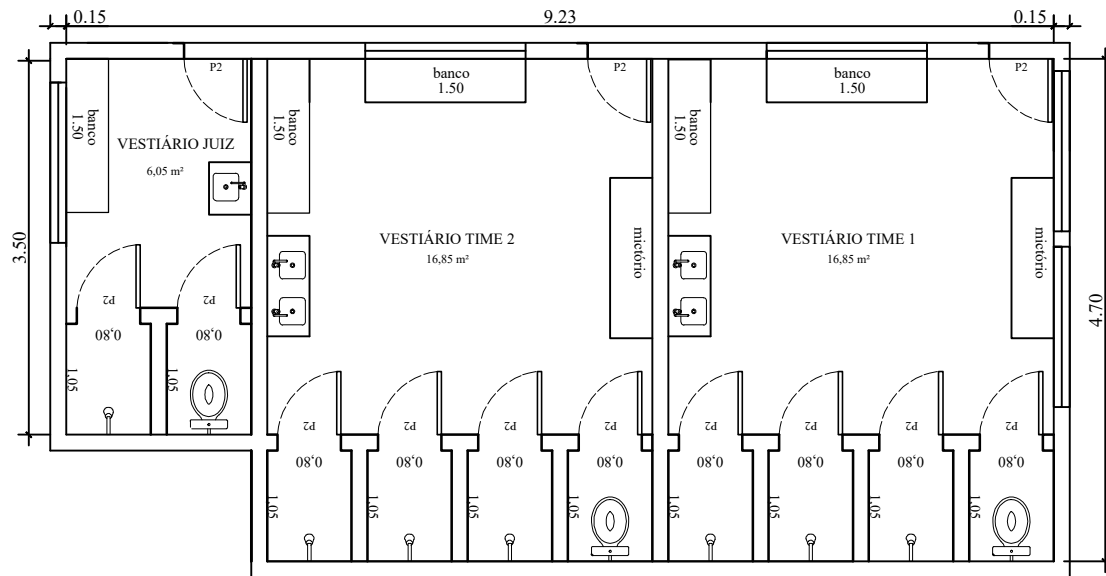 0.15
9.23
0.15
P2
P2
P2
banco
1.50
banco
1.50
banco
1.50
banco
1.50
banco
1.50
VESTIÁRIO JUIZ
6,05 m²
3.50
VESTIÁRIO TIME 2
16,85 m²
mictório
VESTIÁRIO TIME 1
16,85 m²
mictório
4.70
P2
P2
0,80
0,80
1.05
1.05
P2
P2
P2
P2
P2
P2
P2
P2
0,80
0,80
0,80
0,80
0,80
0,80
0,80
0,80
1.05
1.05
1.05
1.05
1.05
1.05
1.05
1.05